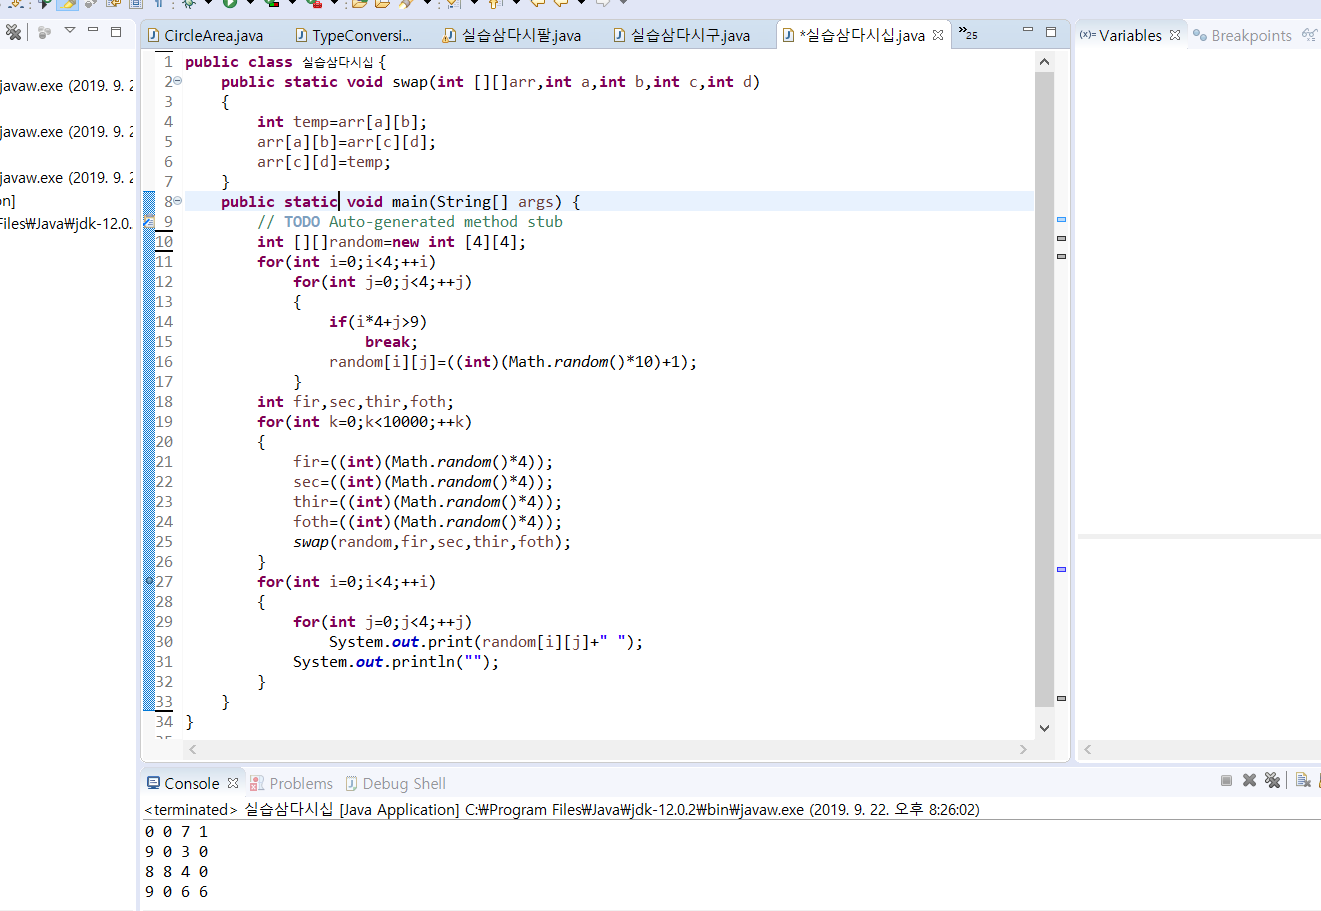 CircleArea.java
TypeConversi...
실습삼다시팔.java
실습삼다시구.java
*실습삼다시십.java
»25
(x)= Variables
Breakpoints
javaw.exe (2019. 9. 2
javaw.exe (2019. 9. 2
javaw.exe (2019. 9. 2
on]
Files₩Java₩jdk-12.0.
1 public class 실습삼다시십 {
2 public static void swap(int [][]arr,int a,int b,int c,int d)
3 {
4 int temp=arr[a][b];
5 arr[a][b]=arr[c][d];
6 arr[c][d]=temp;
7 }
8 public static void main(String[] args) {
9 // TODO Auto-generated method stub
10 int [][]random=new int [4][4];
11 for(int i=0;i<4;++i)
12 for(int j=0;j<4;++j)
13 {
14 if(i*4+j>9)
15 break;
16 random[i][j]=((int)(Math.random()*10)+1);
17 }
18 int fir,sec,thir,foth;
19 for(int k=0;k<10000;++k)
20 {
21 fir=((int)(Math.random()*4));
22 sec=((int)(Math.random()*4));
23 thir=((int)(Math.random()*4));
24 foth=((int)(Math.random()*4));
25 swap(random,fir,sec,thir,foth);
26 }
27 for(int i=0;i<4;++i)
28 {
29 for(int j=0;j<4;++j)
30 System.out.print(random[i][j]+" ");
31 System.out.println("");
32 }
33 }
34 }
Console
Problems
Debug Shell
<terminated> 실습삼다시십 [Java Application] C:₩Program Files₩Java₩jdk-12.0.2₩bin₩javaw.exe (2019. 9. 22. 오후 8:26:02)
0 0 7 1
9 0 3 0
8 8 4 0
9 0 6 6